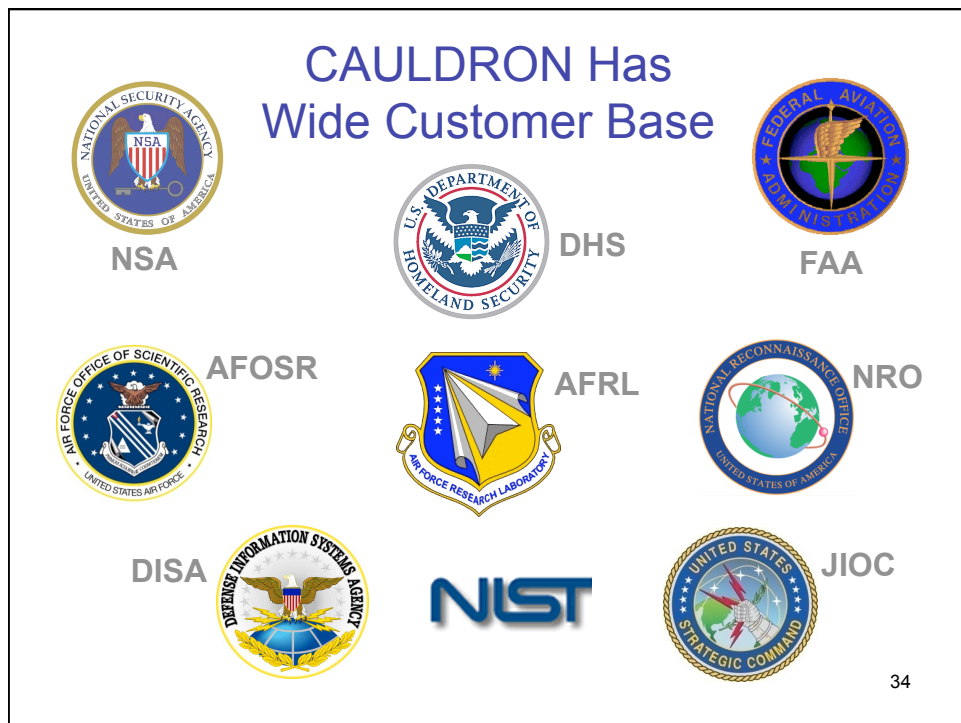 CAULDRON Has
Wide Customer Base
NATIONAL SECURITY AGENCY
NSA
UNITED STATES OF AMERICA
NSA
U.S. DEPARTMENT OF
HOMELAND SECURITY
DHS
FEDERAL AVIATION
ADMINISTRATION
FAA
AIR FORCE OFFICE OF SCIENTIFIC RESEARCH
UNITED STATES AIR FORCE
AFOSR
AIR FORCE RESEARCH LABORATORY
AFRL
NATIONAL RECONNAISSANCE OFFICE
UNITED STATES OF AMERICA
NRO
DISA
DEFENSE INFORMATION SYSTEMS AGENCY
NIST
UNITED STATES
STRATEGIC COMMAND
JIOC
34